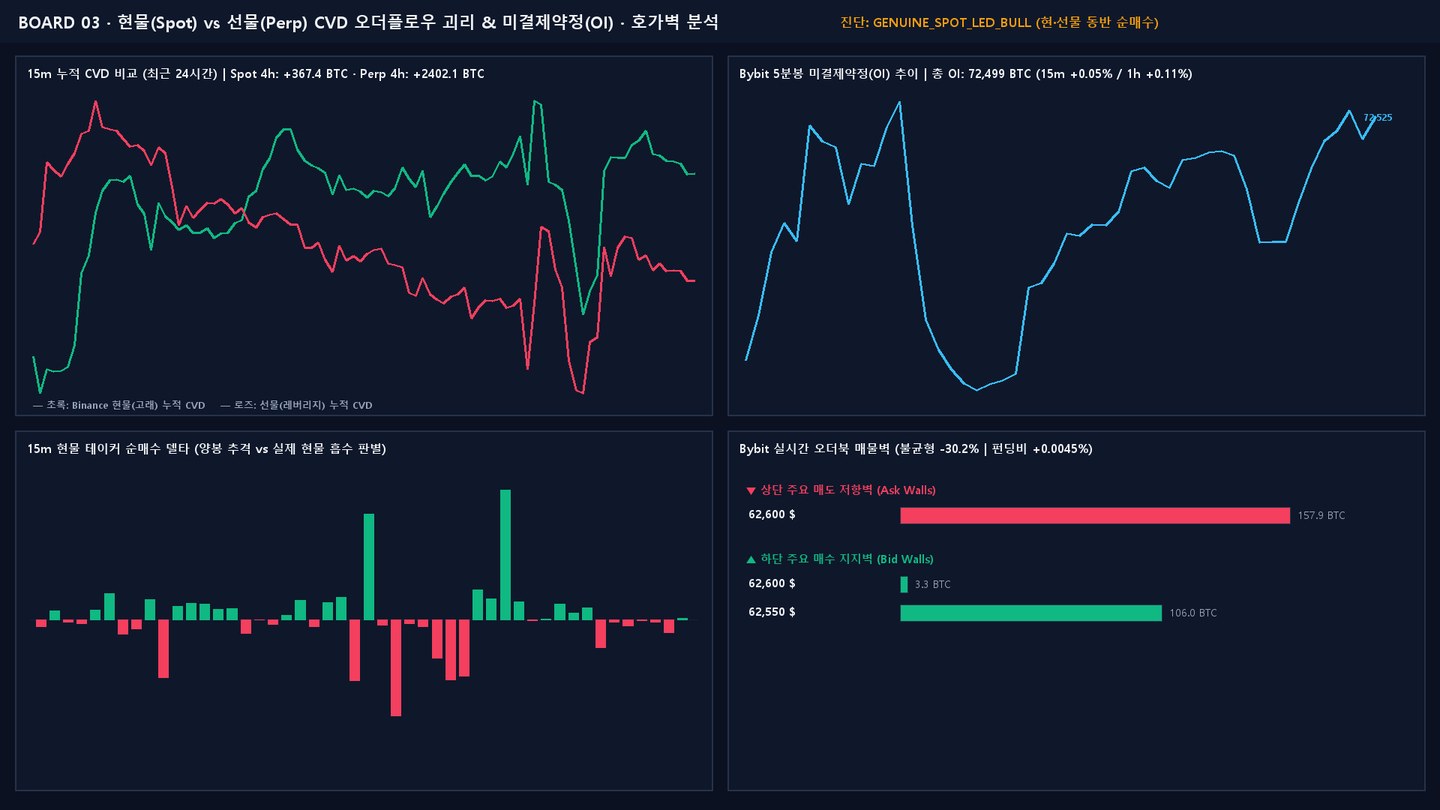 BOARD 03 · 현물(Spot) vs 선물(Perp) CVD 오더플로우 괴리 & 미결제약정(OI) · 호가벽 분석
진단: GENUINE_SPOT_LED_BULL (현·선물 동반 순매수)
15m 누적 CVD 비교 (최근 24시간) | Spot 4h: +367.4 BTC · Perp 4h: +2402.1 BTC
— 초록: Binance 현물(고래) 누적 CVD — 로즈: 선물(레버리지) 누적 CVD
Bybit 5분봉 미결제약정(OI) 추이 | 총 OI: 72,499 BTC (15m +0.05% / 1h +0.11%)
72,525
15m 현물 테이커 순매수 델타 (양봉 추격 vs 실제 현물 흡수 판별)
Bybit 실시간 오더북 매물벽 (불균형 -30.2% | 펀딩비 +0.0045%)
▼ 상단 주요 매도 저항벽 (Ask Walls)
62,600 $ 157.9 BTC
▲ 하단 주요 매수 지지벽 (Bid Walls)
62,600 $ 3.3 BTC
62,550 $ 106.0 BTC